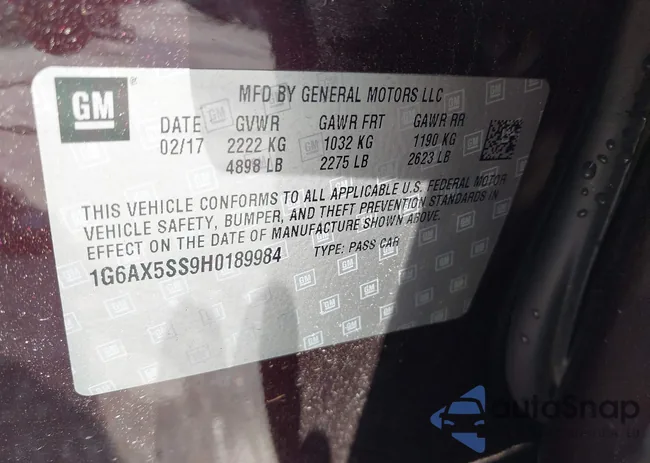 GM
MFD BY GENERAL MOTORS LLC
DATE GVWR GAWR FRT GAWR RR
02/17 2222 KG 1032 KG 1190 KG
4898 LB 2275 LB 2623 LB
THIS VEHICLE CONFORMS TO ALL APPLICABLE U.S. FEDERAL MOTOR
VEHICLE SAFETY, BUMPER, AND THEFT PREVENTION STANDARDS IN
EFFECT ON THE DATE OF MANUFACTURE SHOWN ABOVE.
1G6AX5SS9H0189984 TYPE: PASS CAR
autoSnap